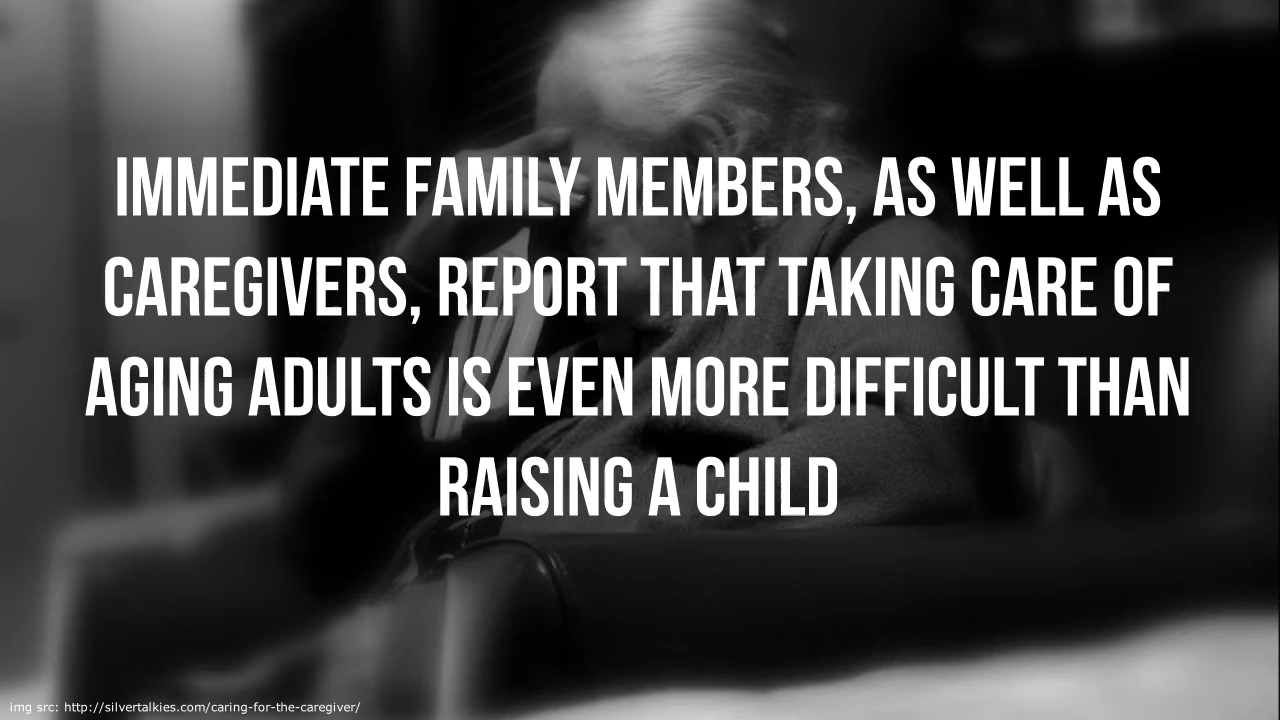 IMMEDIATE FAMILY MEMBERS, AS WELL AS
CAREGIVERS, REPORT THAT TAKING CARE OF
AGING ADULTS IS EVEN MORE DIFFICULT THAN
RAISING A CHILD
img src: http://silvertalkies.com/caring-for-the-caregiver/